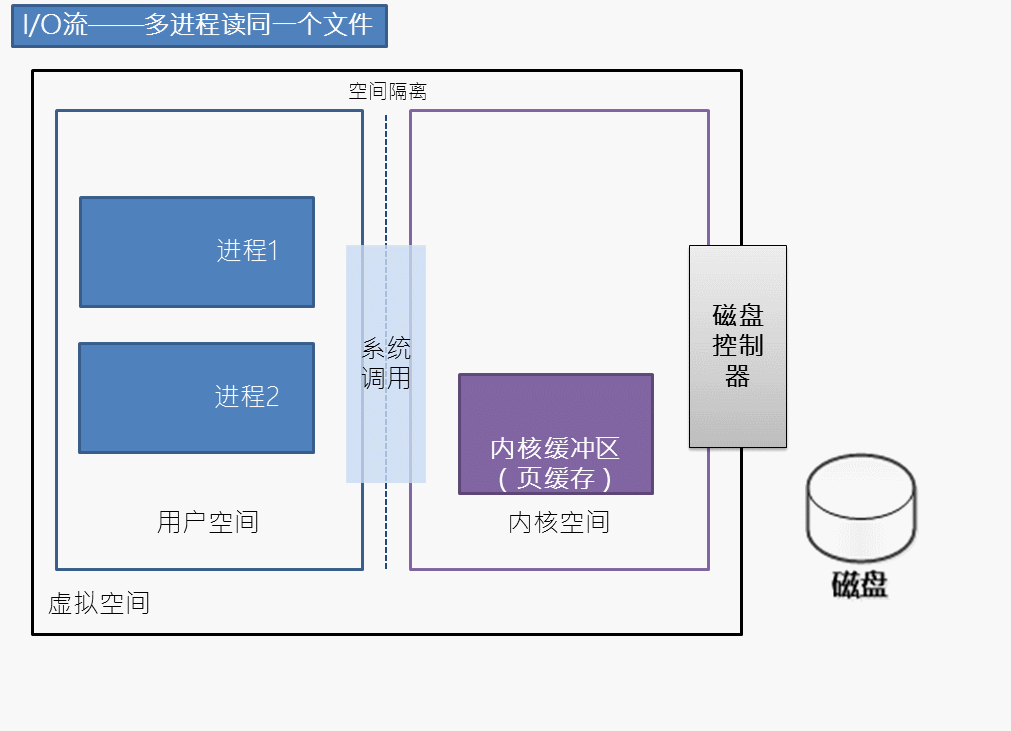 I/O流——多进程读同一个文件
空间隔离
进程1
进程2
系统
调用
磁盘
控制
器
内核缓冲区
（页缓存）
用户空间
内核空间
磁盘
虚拟空间